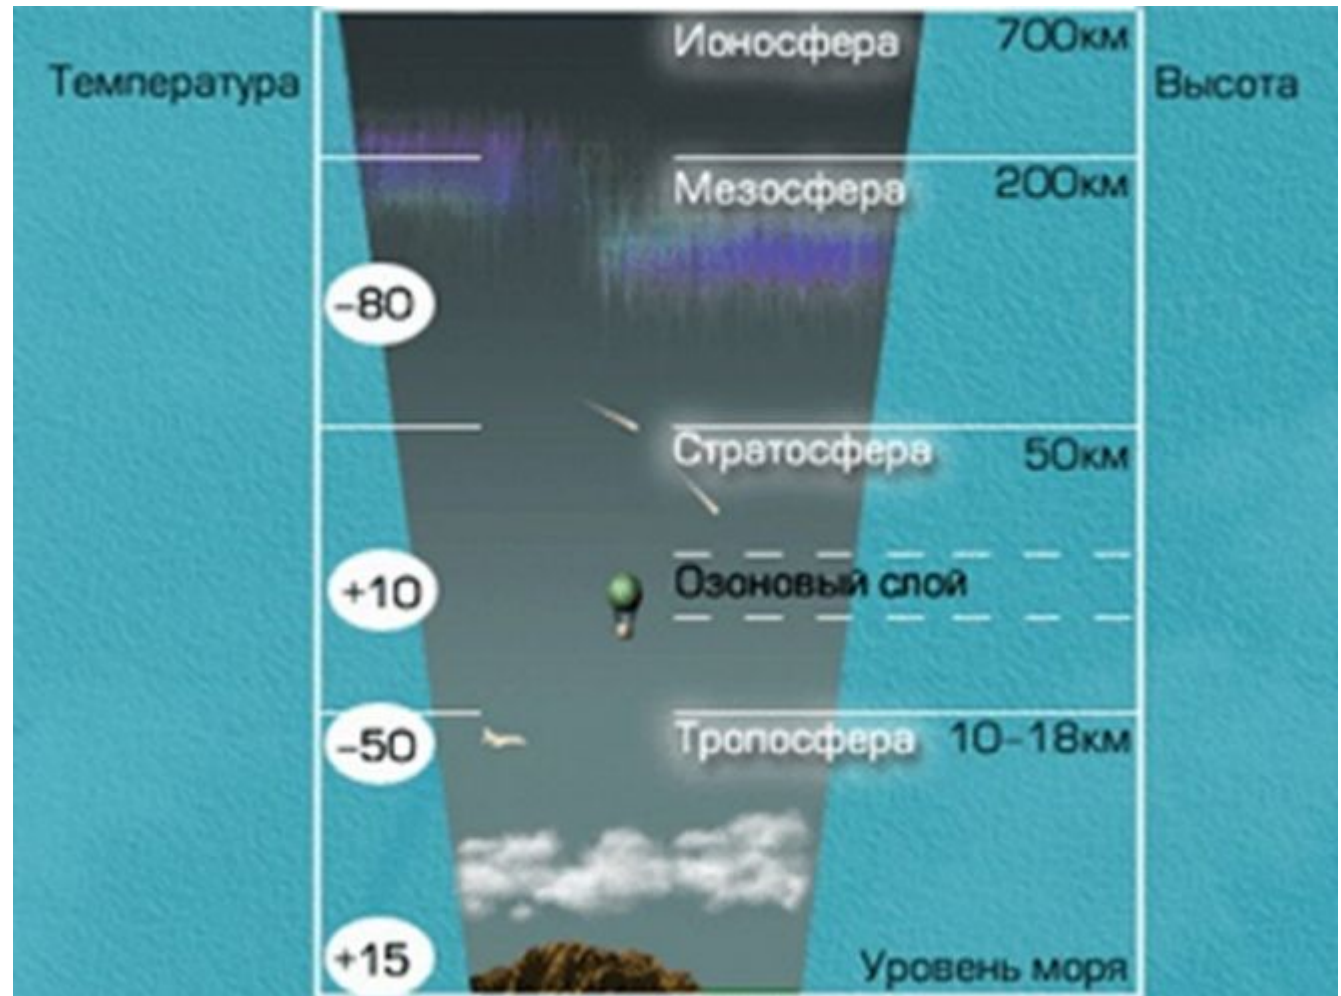 Ионосфера 700км
Температура
Высота
Мезосфера 200км
-80
Стратосфера 50км
+10
Озоновый слой
-50
Тропосфера 10-18км
+15
Уровень моря